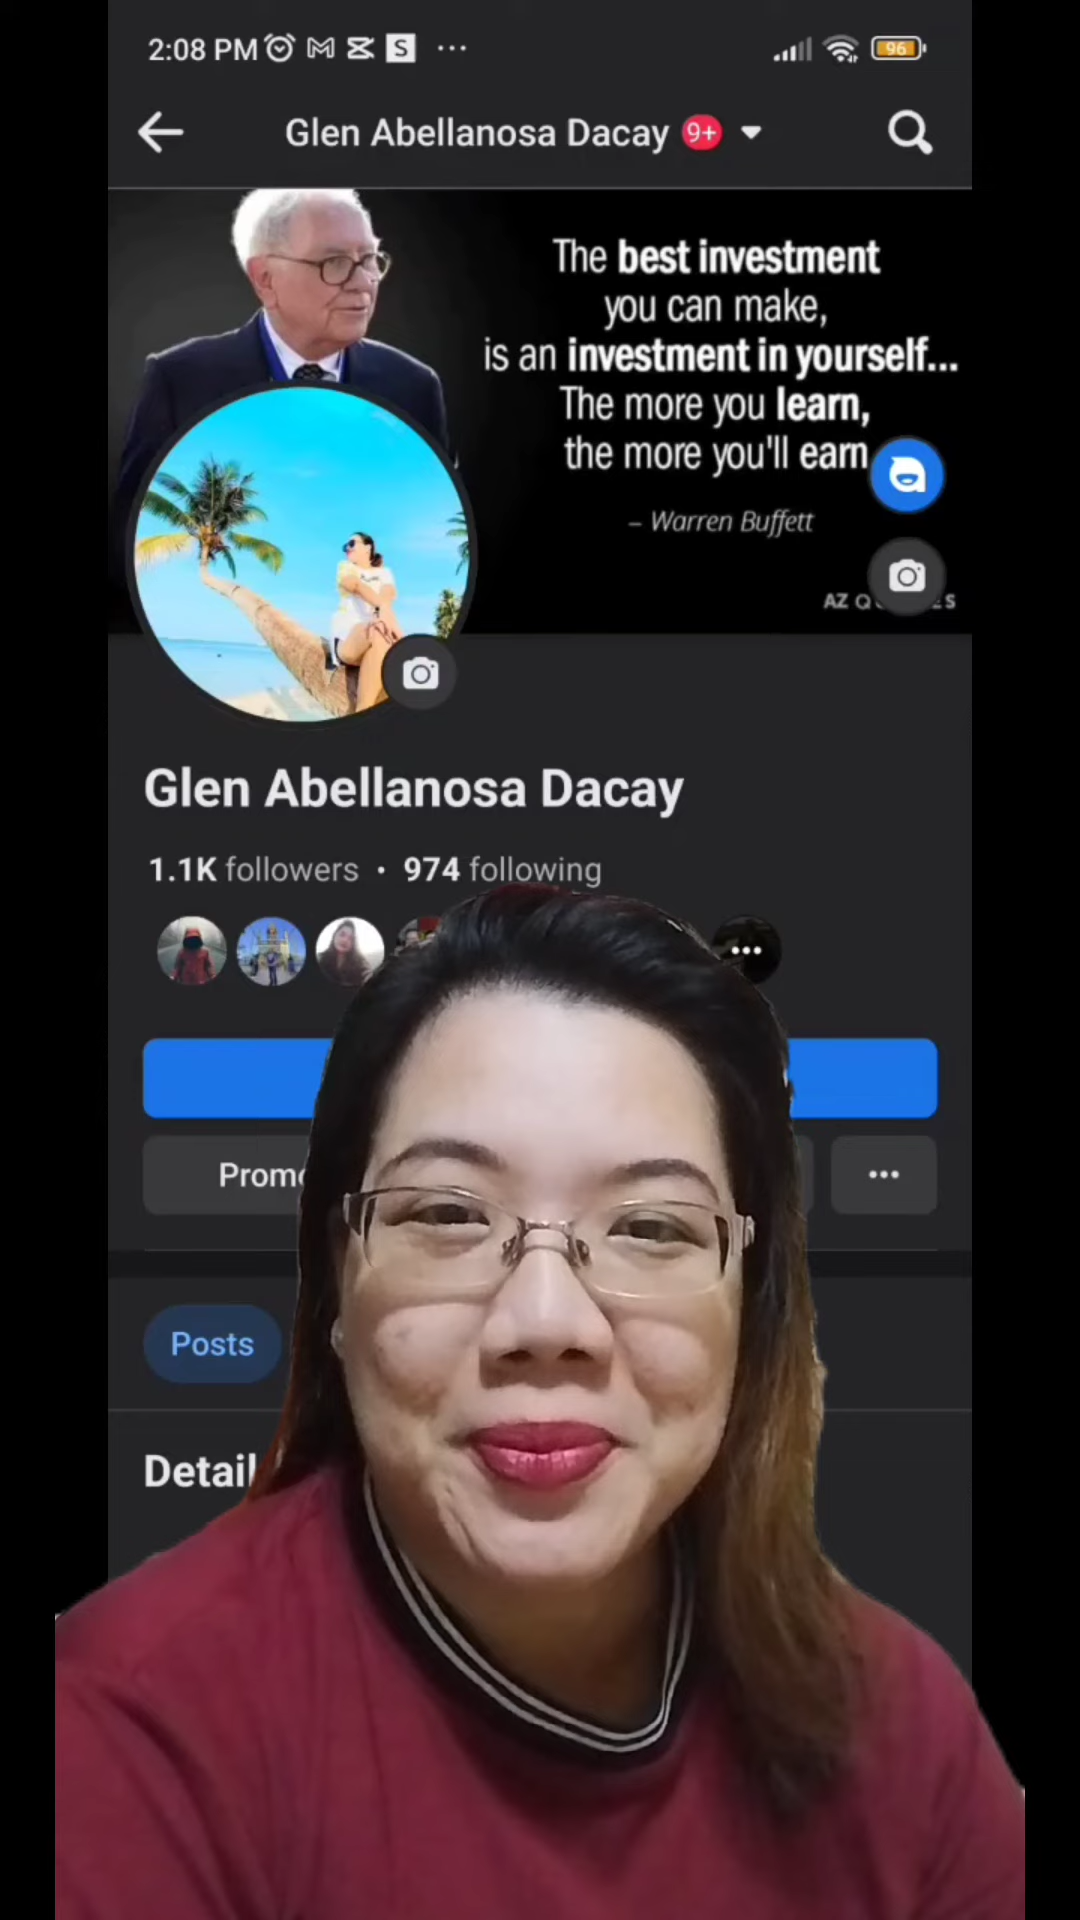 2:08 PM
S
96
Glen Abellanosa Dacay 9+
The best investment
you can make,
is an investment in yourself...
The more you learn,
the more you'll earn
– Warren Buffett
AZ
Glen Abellanosa Dacay
1.1K followers • 974 following
Posts